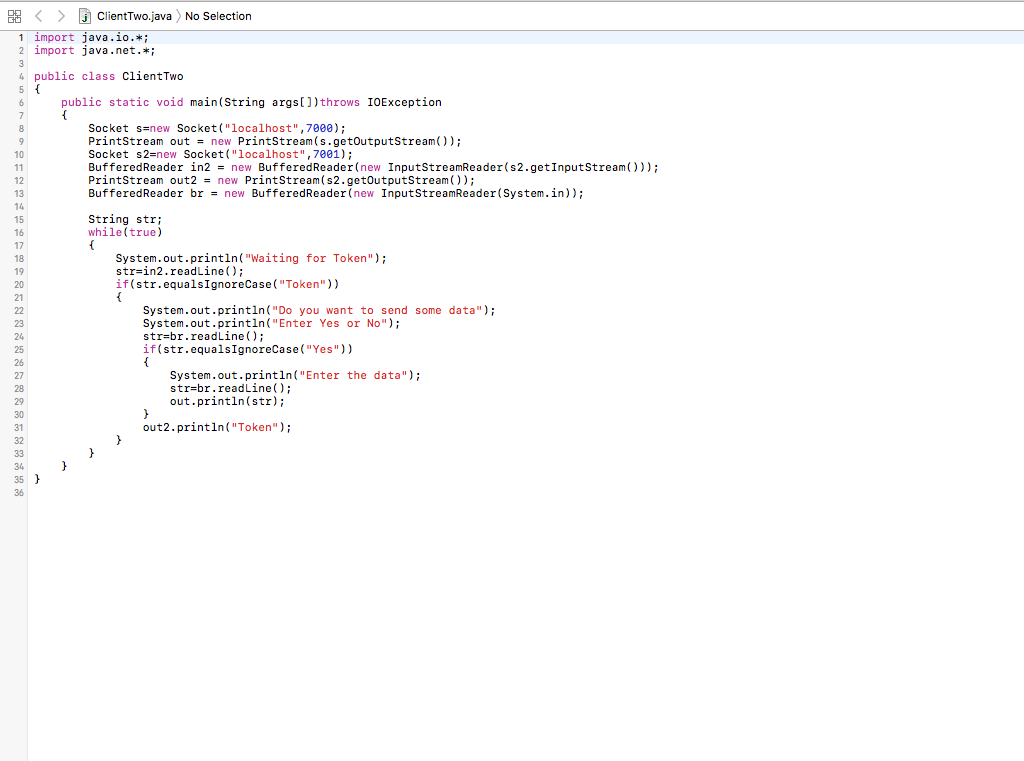 ClientTwo.java > No Selection
1 import java.io.*;
2 import java.net.*;
3
4 public class ClientTwo
5 {
6     public static void main(String args[])throws IOException
7     {
8         Socket s=new Socket("localhost",7000);
9         PrintStream out = new PrintStream(s.getOutputStream());
10         Socket s2=new Socket("localhost",7001);
11         BufferedReader in2 = new BufferedReader(new InputStreamReader(s2.getInputStream()));
12         PrintStream out2 = new PrintStream(s2.getOutputStream());
13         BufferedReader br = new BufferedReader(new InputStreamReader(System.in));
14
15         String str;
16         while(true)
17         {
18             System.out.println("Waiting for Token");
19             str=in2.readLine();
20             if(str.equalsIgnoreCase("Token"))
21             {
22                 System.out.println("Do you want to send some data");
23                 System.out.println("Enter Yes or No");
24                 str=br.readLine();
25                 if(str.equalsIgnoreCase("Yes"))
26                 {
27                     System.out.println("Enter the data");
28                     str=br.readLine();
29                     out.println(str);
30                 }
31                 out2.println("Token");
32             }
33         }
34     }
35 }
36